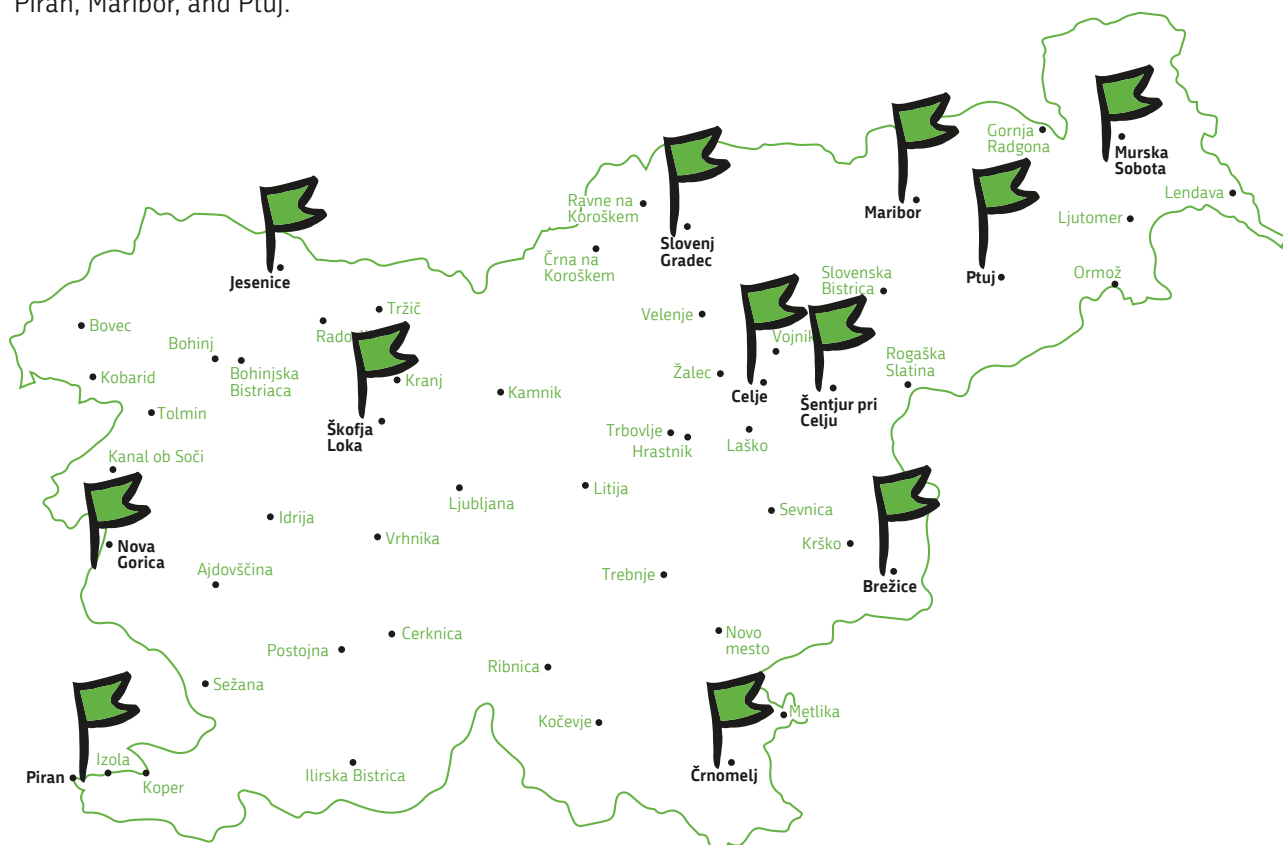 Piran, Maribor, and Ptuj.
Gornja
Radgona
Murska
Sobota
Lendava
Ljutomer
Maribor
Ravne na
Koroškem
Slovenj
Gradec
Črna na
Koroškem
Ptuj
Ormož
Slovenska
Bistrica
Jesenice
Tržič
Velenje
Bovec
Bohinj
Vojnik
Rogaška
Slatina
Kobarid
Bohinjska
Bistriaca
Kranj
Kamnik
Žalec
Celje
Šentjur pri
Celju
Tolmin
Škofja
Loka
Trbovlje
Hrastnik
Laško
Kanal ob Soči
Ljubljana
Litija
Sevnica
Idrija
Vrhnika
Krško
Nova
Gorica
Ajdovščina
Trebnje
Brežice
Cerknica
Postojna
Novo
mesto
Ribnica
Sežana
Kočevje
Metlika
Izola
Piran
Koper
Ilirska Bistrica
Črnomelj